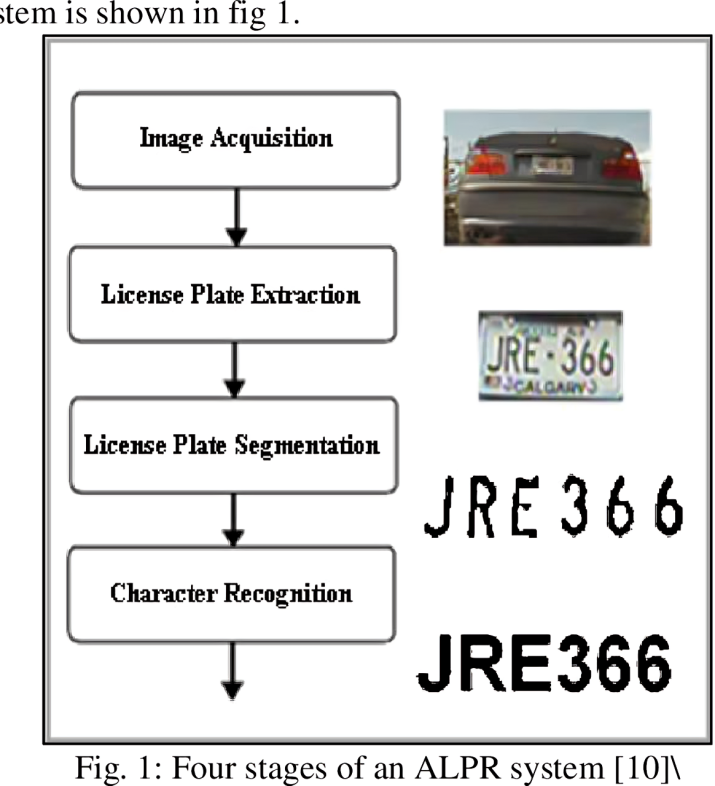 stem is shown in fig 1.
Image Acquisition
License Plate Extraction
JRE·366
CALGARY
License Plate Segmentation
JRE366
Character Recognition
JRE366
Fig. 1: Four stages of an ALPR system [10]\